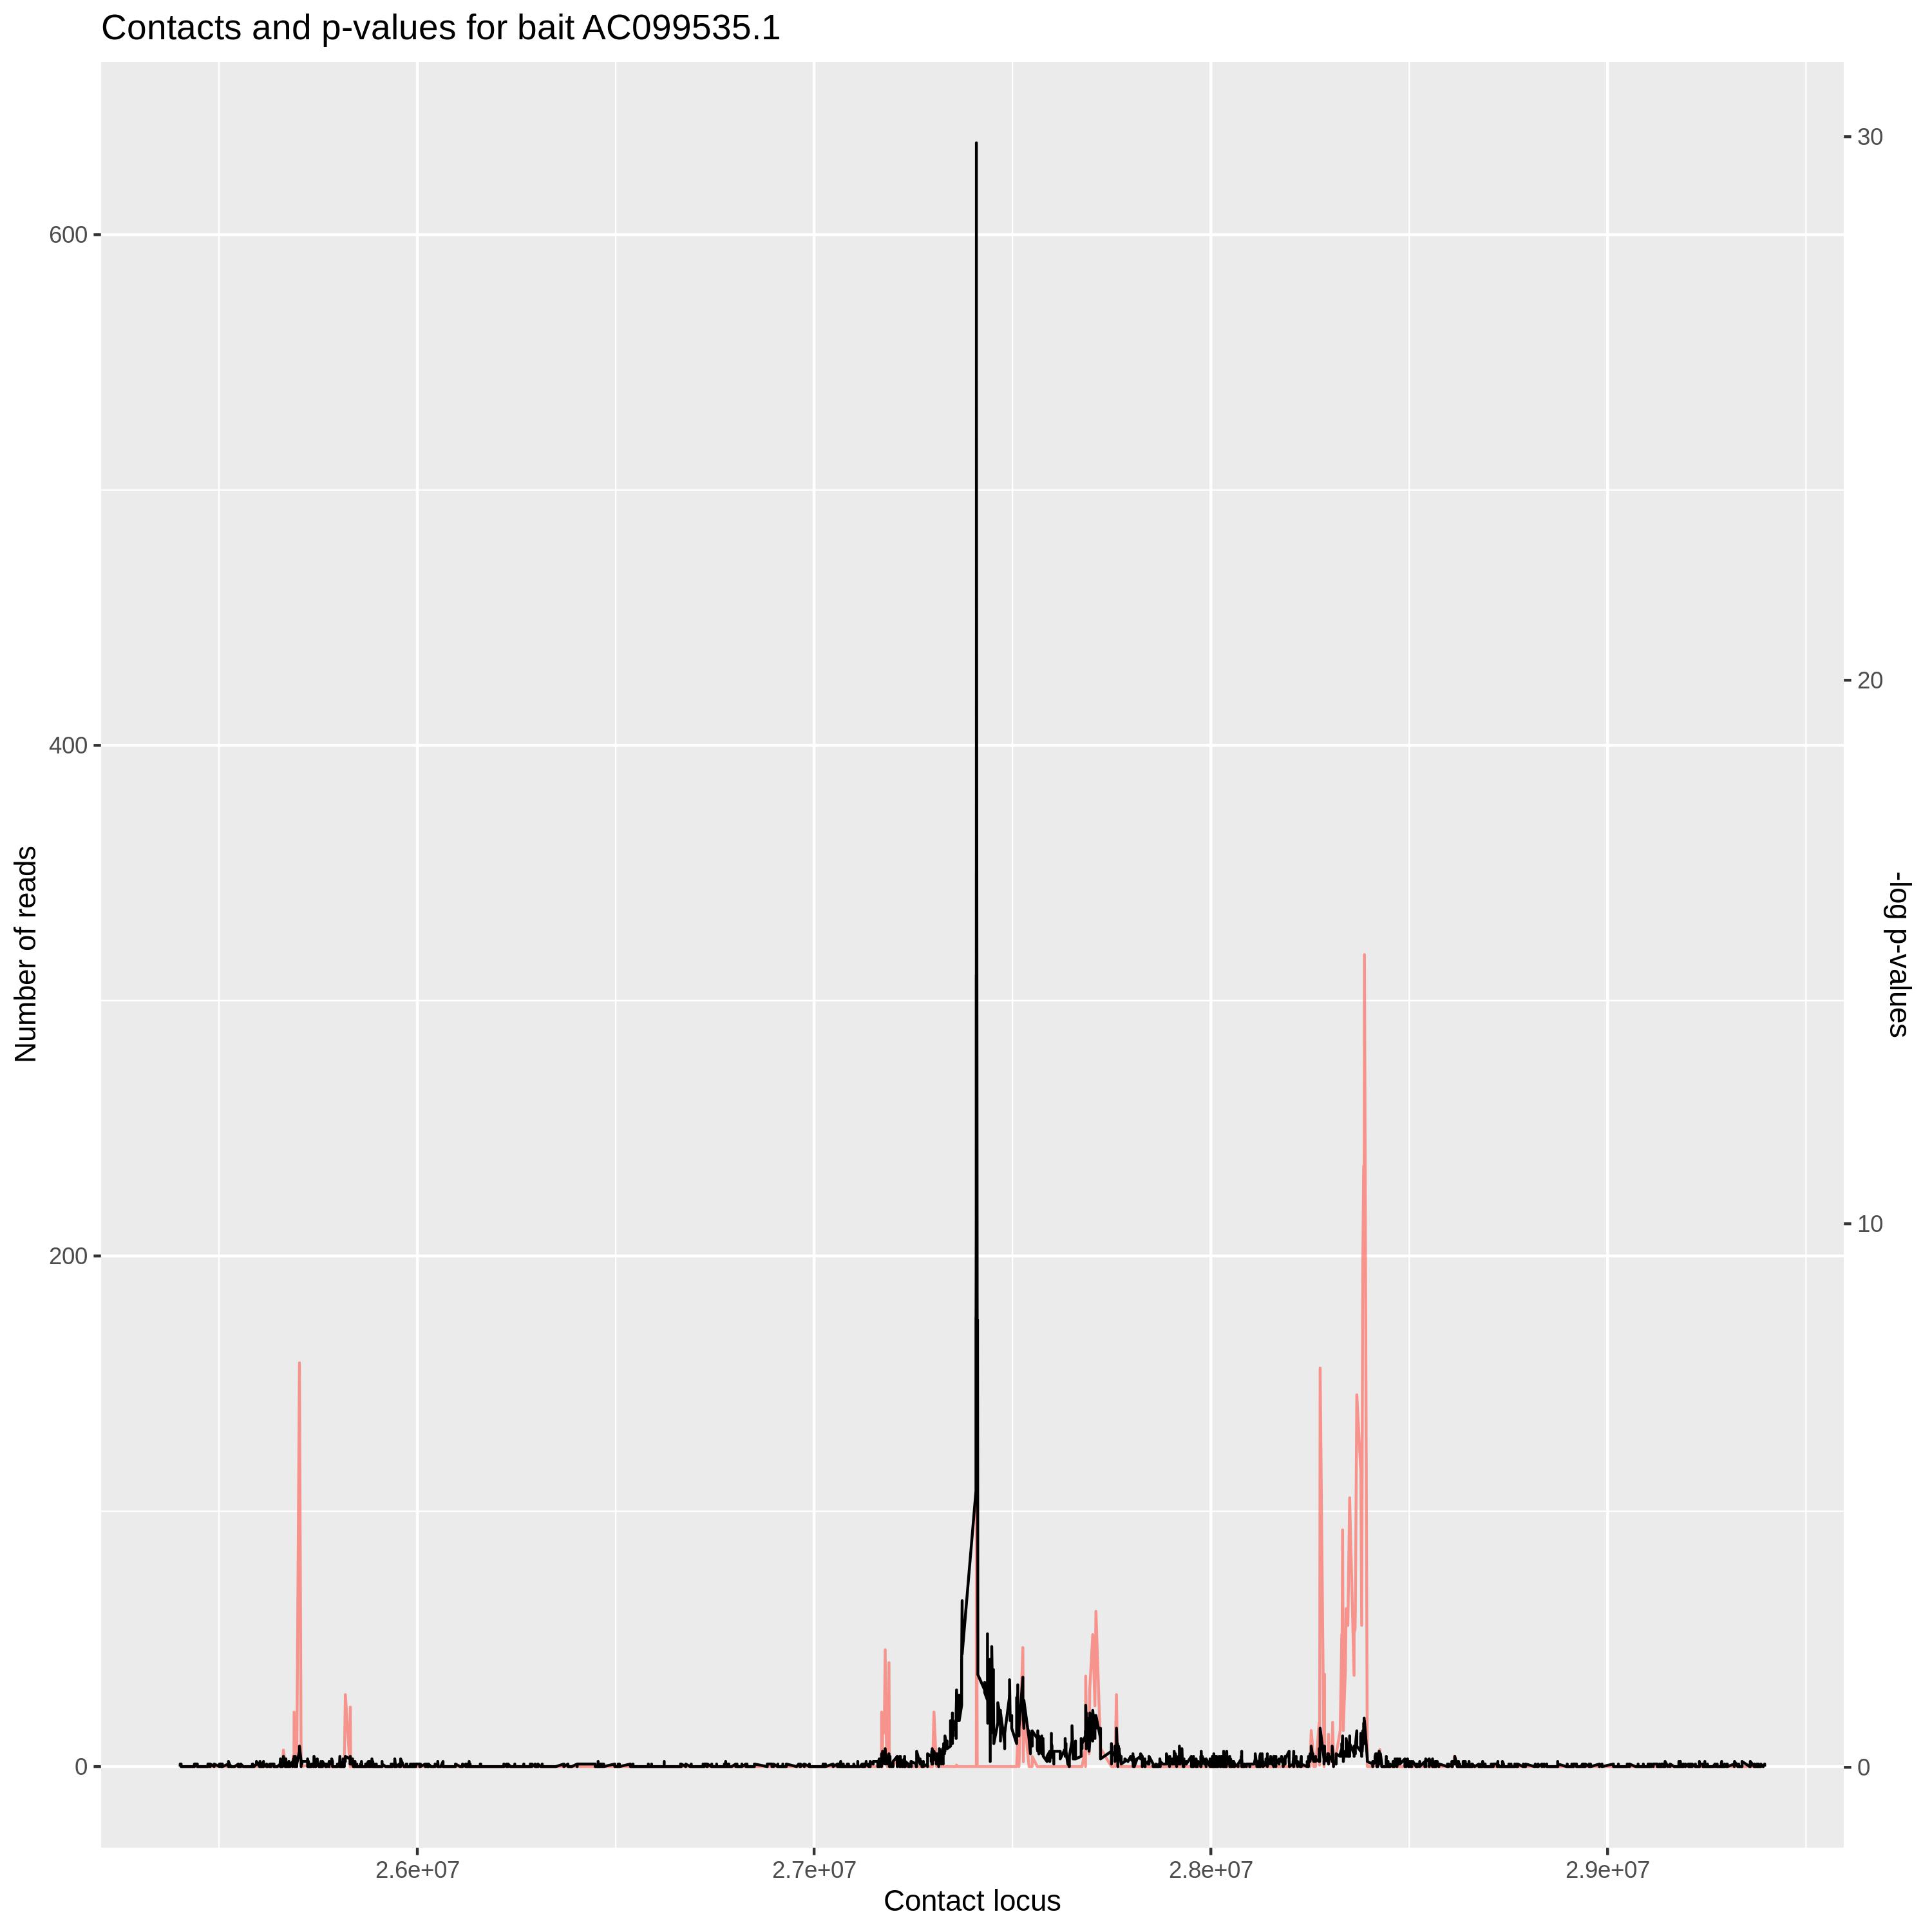 Contacts and p-values for bait AC099535.1
30
600
20
400
Number of reads
-log p-values
200
10
0
0
2.6e+07
2.7e+07
2.8e+07
2.9e+07
Contact locus